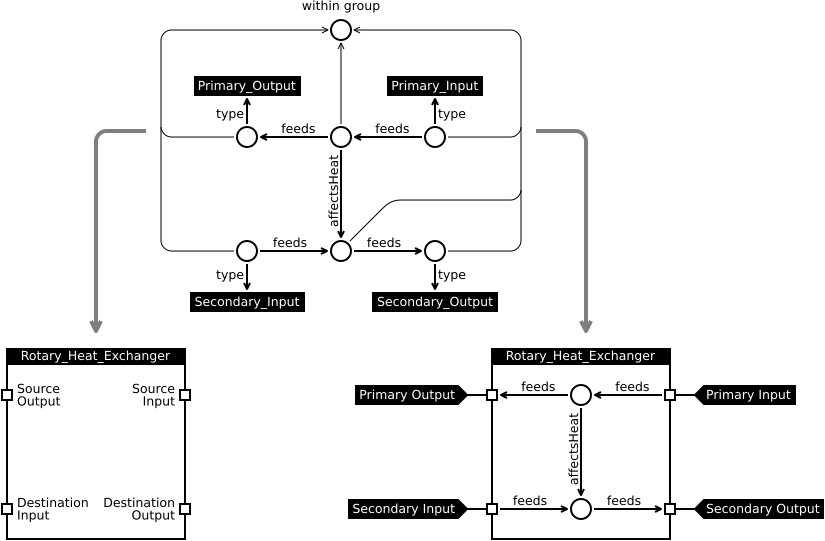 within group
Primary_Output
Primary_Input
type
type
feeds
feeds
affectsHeat
feeds
feeds
type
type
Secondary_Input
Secondary_Output
Rotary_Heat_Exchanger
Source
Output
Source
Input
Destination
Input
Destination
Output
Rotary_Heat_Exchanger
Primary Output
feeds
feeds
Primary Input
affectsHeat
Secondary Input
feeds
feeds
Secondary Output